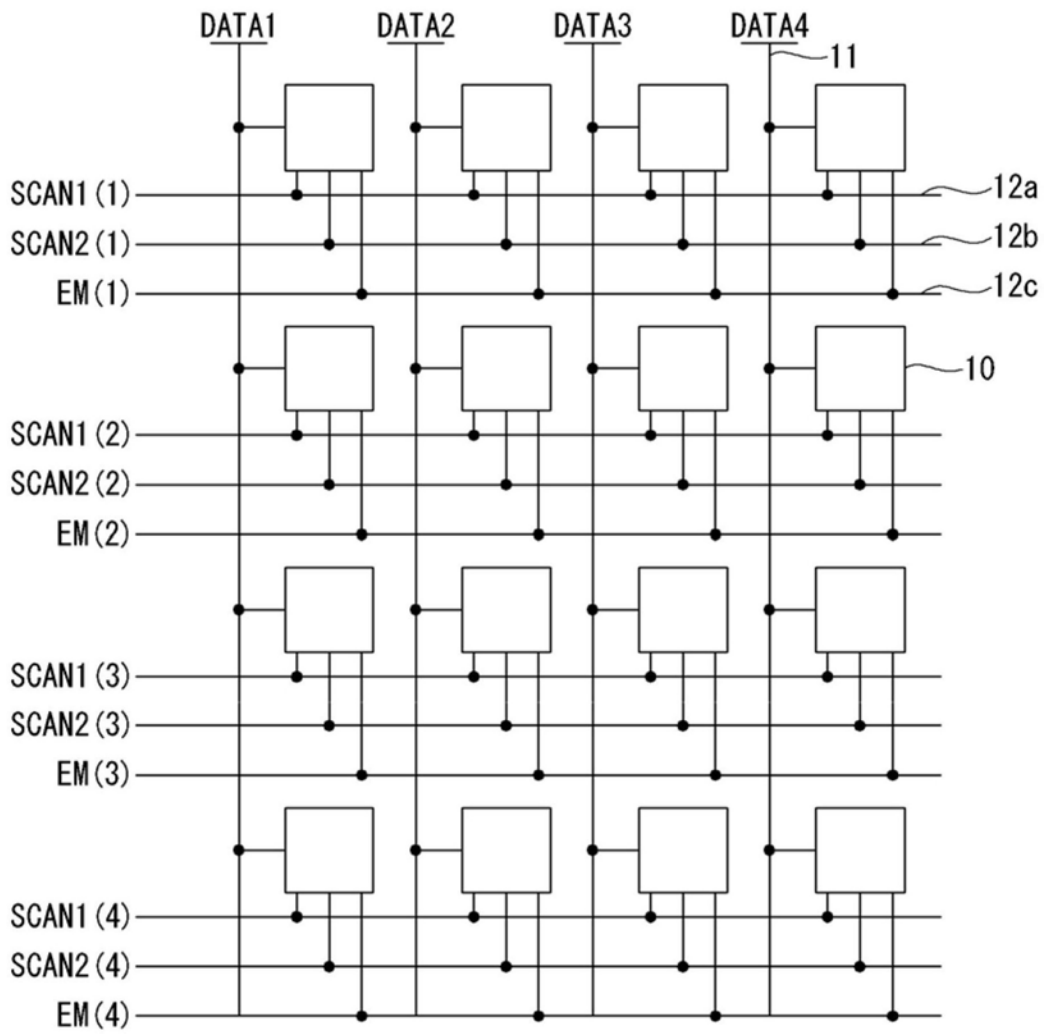 DATA1 DATA2 DATA3 DATA4
11
SCAN1(1) 12a
SCAN2(1) 12b
EM(1) 12c
10
SCAN1(2)
SCAN2(2)
EM(2)
SCAN1(3)
SCAN2(3)
EM(3)
SCAN1(4)
SCAN2(4)
EM(4)